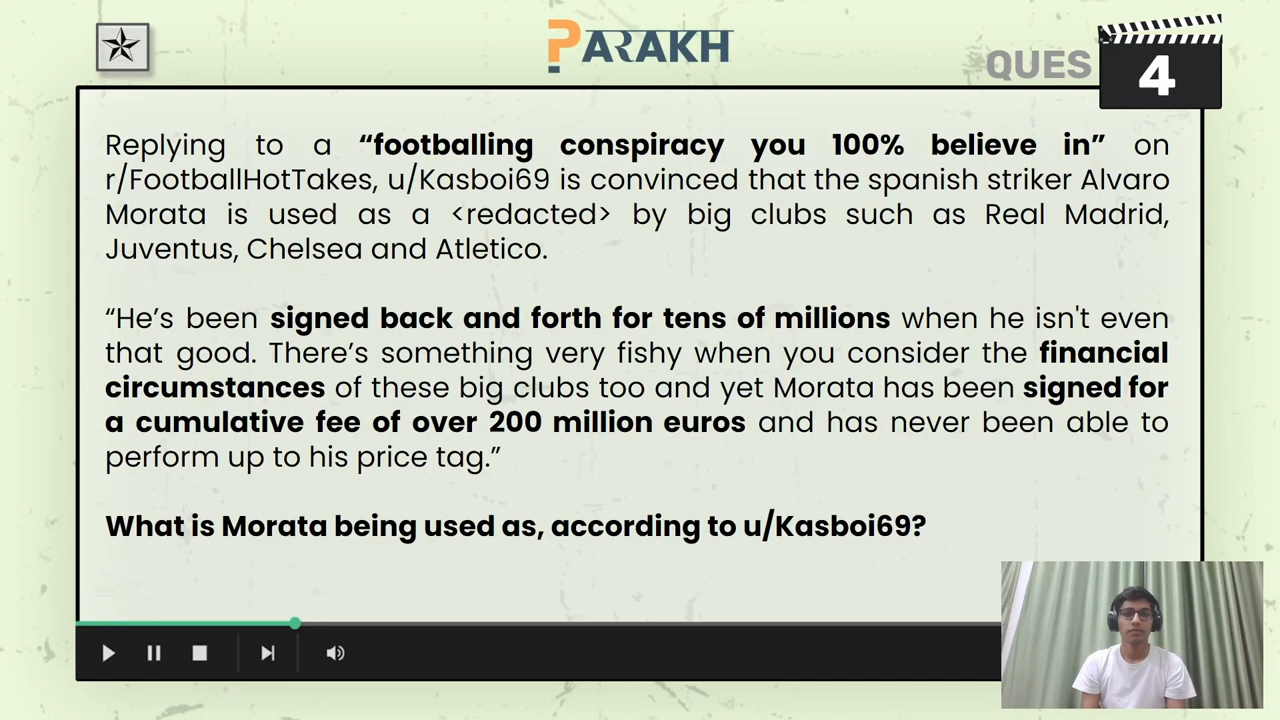 PARAKH
QUES
4
Replying to a “footballing conspiracy you 100% believe in” on
r/FootballHotTakes, u/Kasboi69 is convinced that the spanish striker Alvaro
Morata is used as a <redacted> by big clubs such as Real Madrid,
Juventus, Chelsea and Atletico.
“He’s been signed back and forth for tens of millions when he isn't even
that good. There’s something very fishy when you consider the financial
circumstances of these big clubs too and yet Morata has been signed for
a cumulative fee of over 200 million euros and has never been able to
perform up to his price tag.”
What is Morata being used as, according to u/Kasboi69?